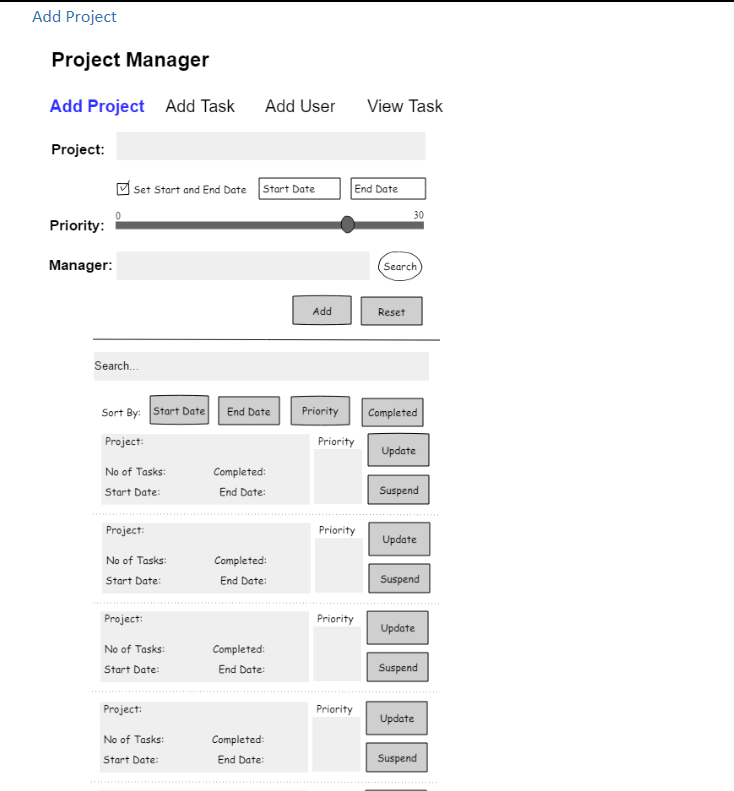 Add Project
Project Manager
Add Project Add Task Add User View Task
Project:
Set Start and End Date Start Date End Date
0 30
Priority:
Manager: Search
Add Reset
Search...
Sort By: Start Date End Date Priority Completed
Project: Priority
Update
No of Tasks: Completed:
Start Date: End Date: Suspend
Project: Priority
Update
No of Tasks: Completed:
Start Date: End Date: Suspend
Project: Priority
Update
No of Tasks: Completed:
Start Date: End Date: Suspend
Project: Priority
Update
No of Tasks: Completed:
Start Date: End Date: Suspend